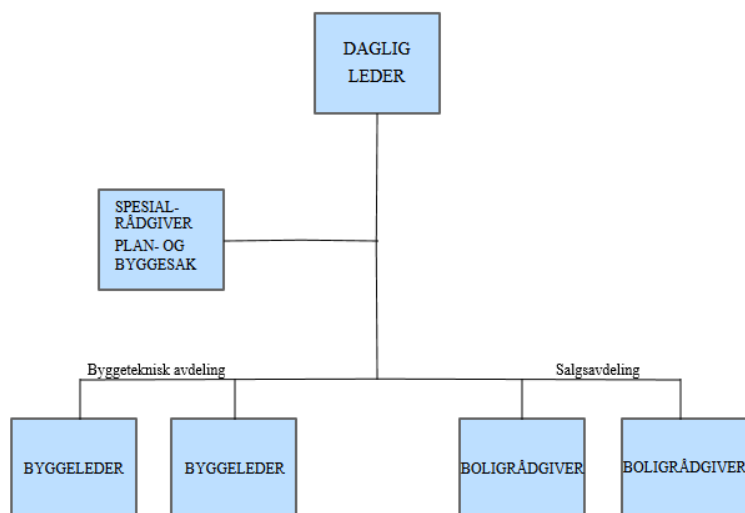 DAGLIG
LEDER
SPESIAL-
RÅDGIVER
PLAN- OG
BYGGESAK
Byggeteknisk avdeling
Salgsavdeling
BYGGELEDER
BYGGELEDER
BOLIGRÅDGIVER
BOLIGRÅDGIVER